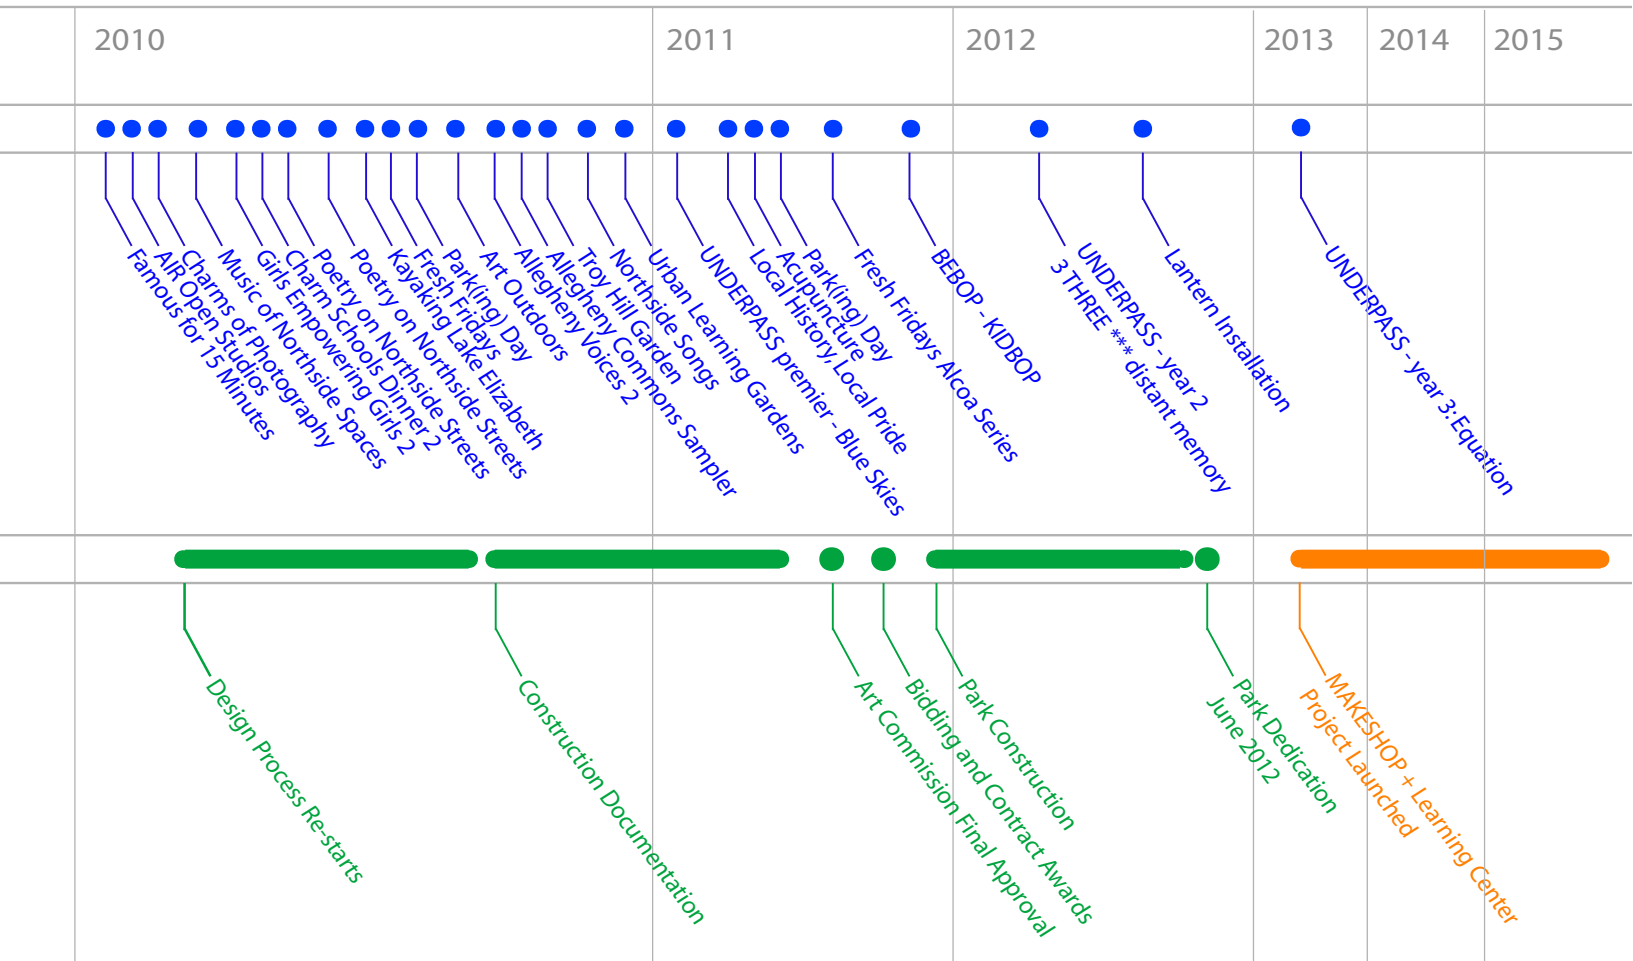 2010
2011
2012
2013
2014
2015
Famous for 15 Minutes
AIR Open Studios
Charms of Photography
Music of Northside Spaces
Girls Empowering Girls 2
Charm Schools Dinner 2
Poetry on Northside Streets
Poetry on Northside Streets
Kayaking Lake Elizabeth
Fresh Fridays
Park(ing) Day
Art Outdoors
Allegheny Voices 2
Allegheny Commons Sampler
Troy Hill Garden
Northside Songs
Urban Learning Gardens
UNDERPASS premier - Blue Skies
Local History, Local Pride
Acupuncture
Park(ing) Day
Fresh Fridays Alcoa Series
BEBOP - KIDBOP
UNDERPASS - year 2
3 THREE *** distant memory
Lantern Installation
UNDERPASS - year 3: Equation
Design Process Re-starts
Construction Documentation
Art Commission Final Approval
Bidding and Contract Awards
Park Construction
Park Dedication
June 2012
MAKESHOP + Learning Center
Project Launched